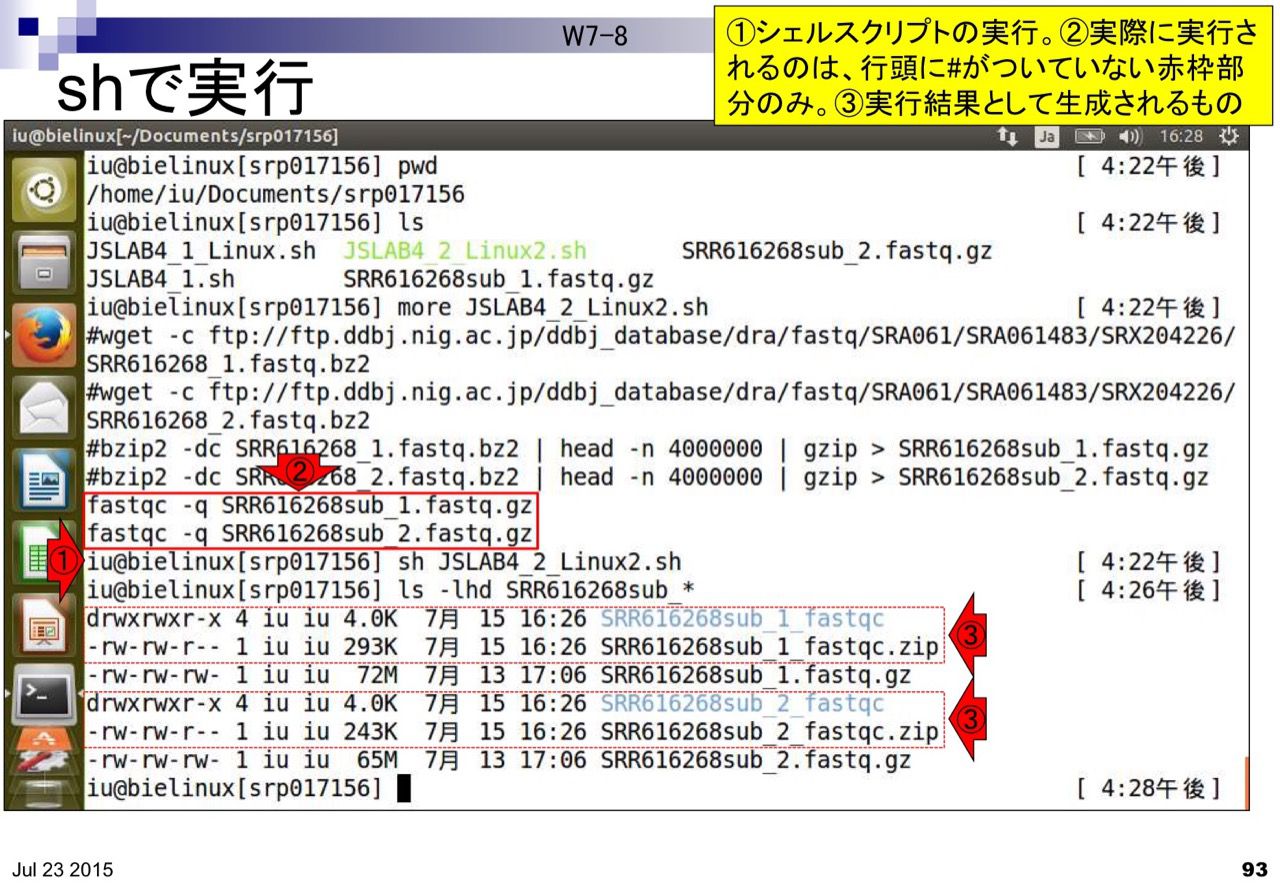 W7-8
①シェルスクリプトの実行。②実際に実行さ
れるのは、行頭に#がついていない赤枠部
分のみ。③実行結果として生成されるもの
shで実行
iu@bielinux[~/Documents/srp017156]
Ja
16:28
iu@bielinux[srp017156] pwd [ 4:22午後]
/home/iu/Documents/srp017156
iu@bielinux[srp017156] ls [ 4:22午後]
JSLAB4_1_Linux.sh JSLAB4_2_Linux2.sh SRR616268sub_2.fastq.gz
JSLAB4_1.sh SRR616268sub_1.fastq.gz
iu@bielinux[srp017156] more JSLAB4_2_Linux2.sh [ 4:22午後]
#wget -c ftp://ftp.ddbj.nig.ac.jp/ddbj_database/dra/fastq/SRA061/SRA061483/SRX204226/
SRR616268_1.fastq.bz2
#wget -c ftp://ftp.ddbj.nig.ac.jp/ddbj_database/dra/fastq/SRA061/SRA061483/SRX204226/
SRR616268_2.fastq.bz2
#bzip2 -dc SRR616268_1.fastq.bz2 | head -n 4000000 | gzip > SRR616268sub_1.fastq.gz
#bzip2 -dc SRR616268_2.fastq.bz2 | head -n 4000000 | gzip > SRR616268sub_2.fastq.gz
②
fastqc -q SRR616268sub_1.fastq.gz
fastqc -q SRR616268sub_2.fastq.gz
①
iu@bielinux[srp017156] sh JSLAB4_2_Linux2.sh [ 4:22午後]
iu@bielinux[srp017156] ls -lhd SRR616268sub_* [ 4:26午後]
drwxrwxr-x 4 iu iu 4.0K 7月 15 16:26 SRR616268sub_1_fastqc
③
-rw-rw-r-- 1 iu iu 293K 7月 15 16:26 SRR616268sub_1_fastqc.zip
-rw-rw-rw- 1 iu iu 72M 7月 13 17:06 SRR616268sub_1.fastq.gz
drwxrwxr-x 4 iu iu 4.0K 7月 15 16:26 SRR616268sub_2_fastqc
③
-rw-rw-r-- 1 iu iu 243K 7月 15 16:26 SRR616268sub_2_fastqc.zip
-rw-rw-rw- 1 iu iu 65M 7月 13 17:06 SRR616268sub_2.fastq.gz
iu@bielinux[srp017156] [ 4:28午後]
Jul 23 2015
93